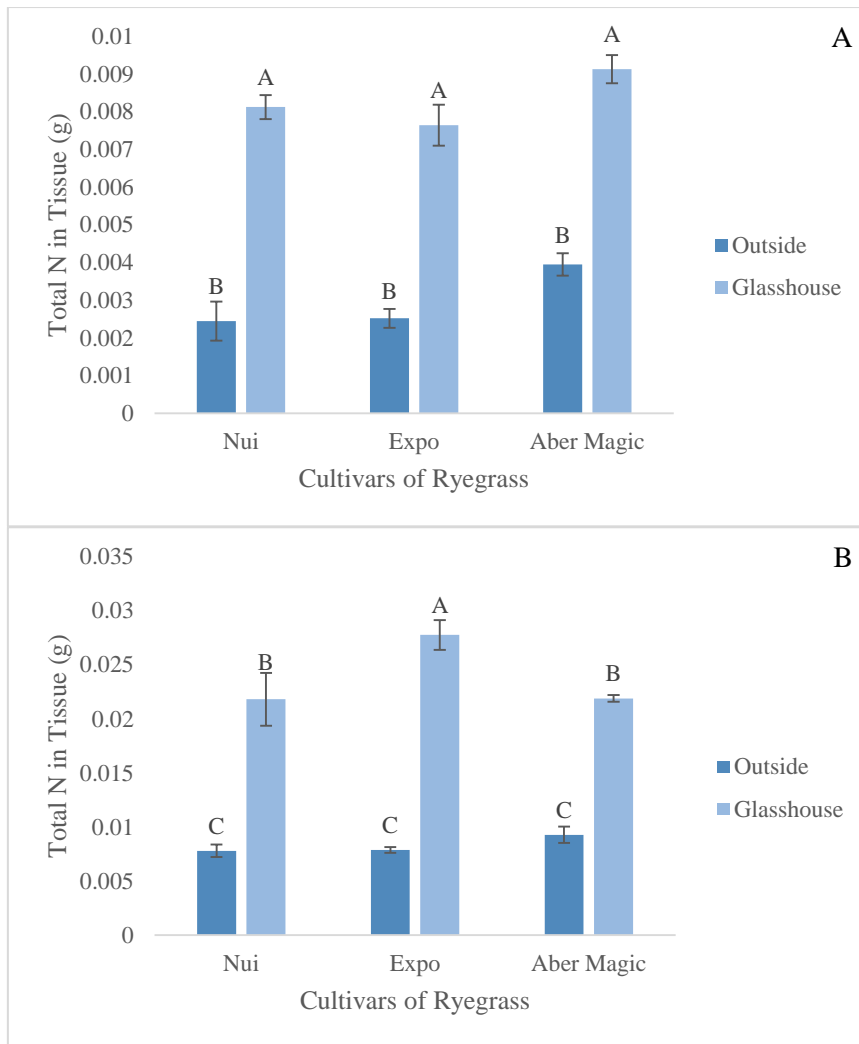 A
Total N in Tissue (g)
0.01
0.009
0.008
0.007
0.006
0.005
0.004
0.003
0.002
0.001
0
A
A
A
B
B
B
Outside
Glasshouse
Nui
Expo
Aber Magic
Cultivars of Ryegrass
B
Total N in Tissue (g)
0.035
0.03
0.025
0.02
0.015
0.01
0.005
0
A
B
B
C
C
C
Outside
Glasshouse
Nui
Expo
Aber Magic
Cultivars of Ryegrass